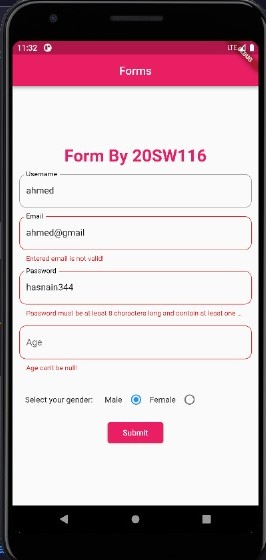 11:32 LTE
DEBUG
Forms
Form By 20SW116
Username
ahmed
Email
ahmed@gmail
Entered email is not valid!
Password
hasnain344
Password must be at least 8 characters long and contain at least one ...
Age
Age can't be null!
Select your gender: Male Female
Submit